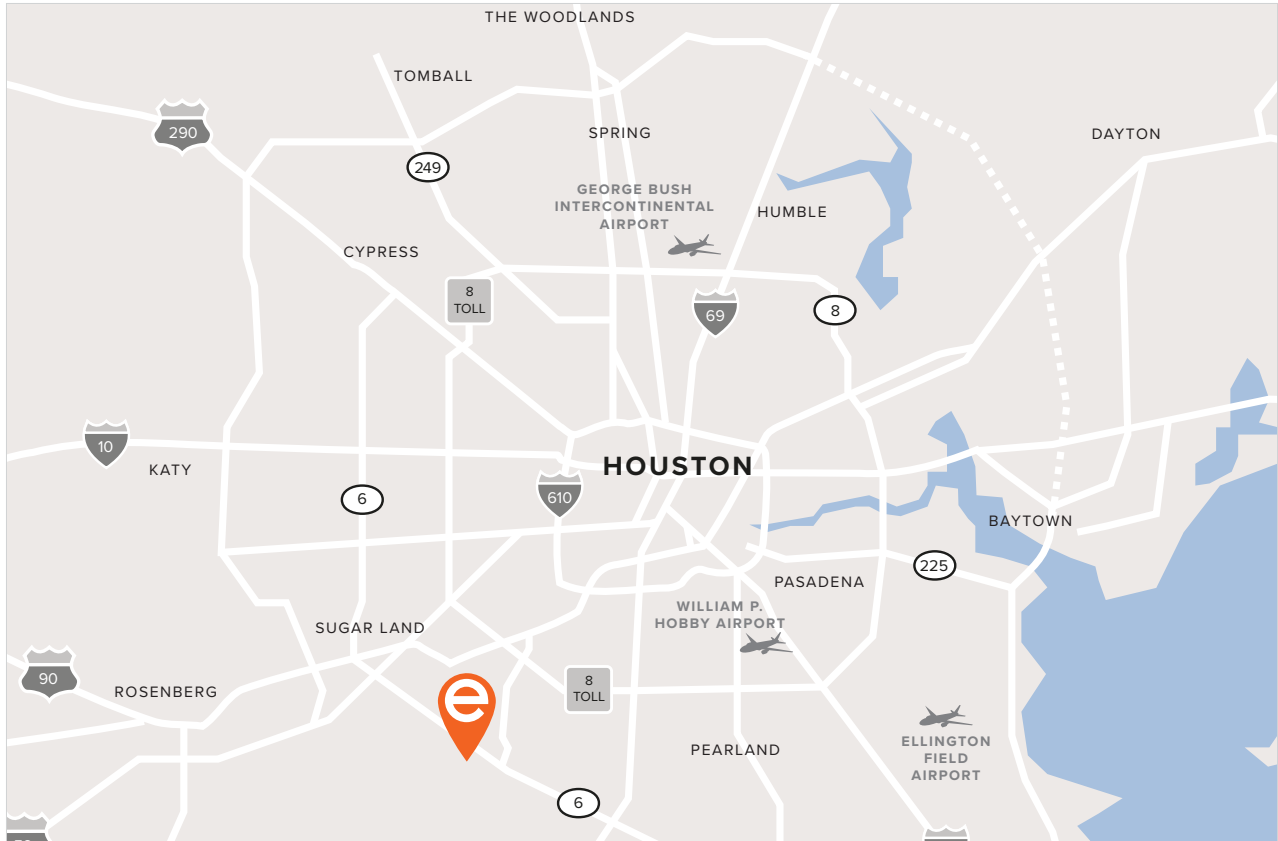 THE WOODLANDS
TOMBALL
290
SPRING
DAYTON
249
GEORGE BUSH
INTERCONTINENTAL
AIRPORT
HUMBLE
CYPRESS
8
TOLL
69
8
10
KATY
HOUSTON
6
610
BAYTOWN
225
PASADENA
WILLIAM P.
HOBBY AIRPORT
SUGAR LAND
90
ROSENBERG
e
8
TOLL
PEARLAND
ELLINGTON
FIELD
AIRPORT
6